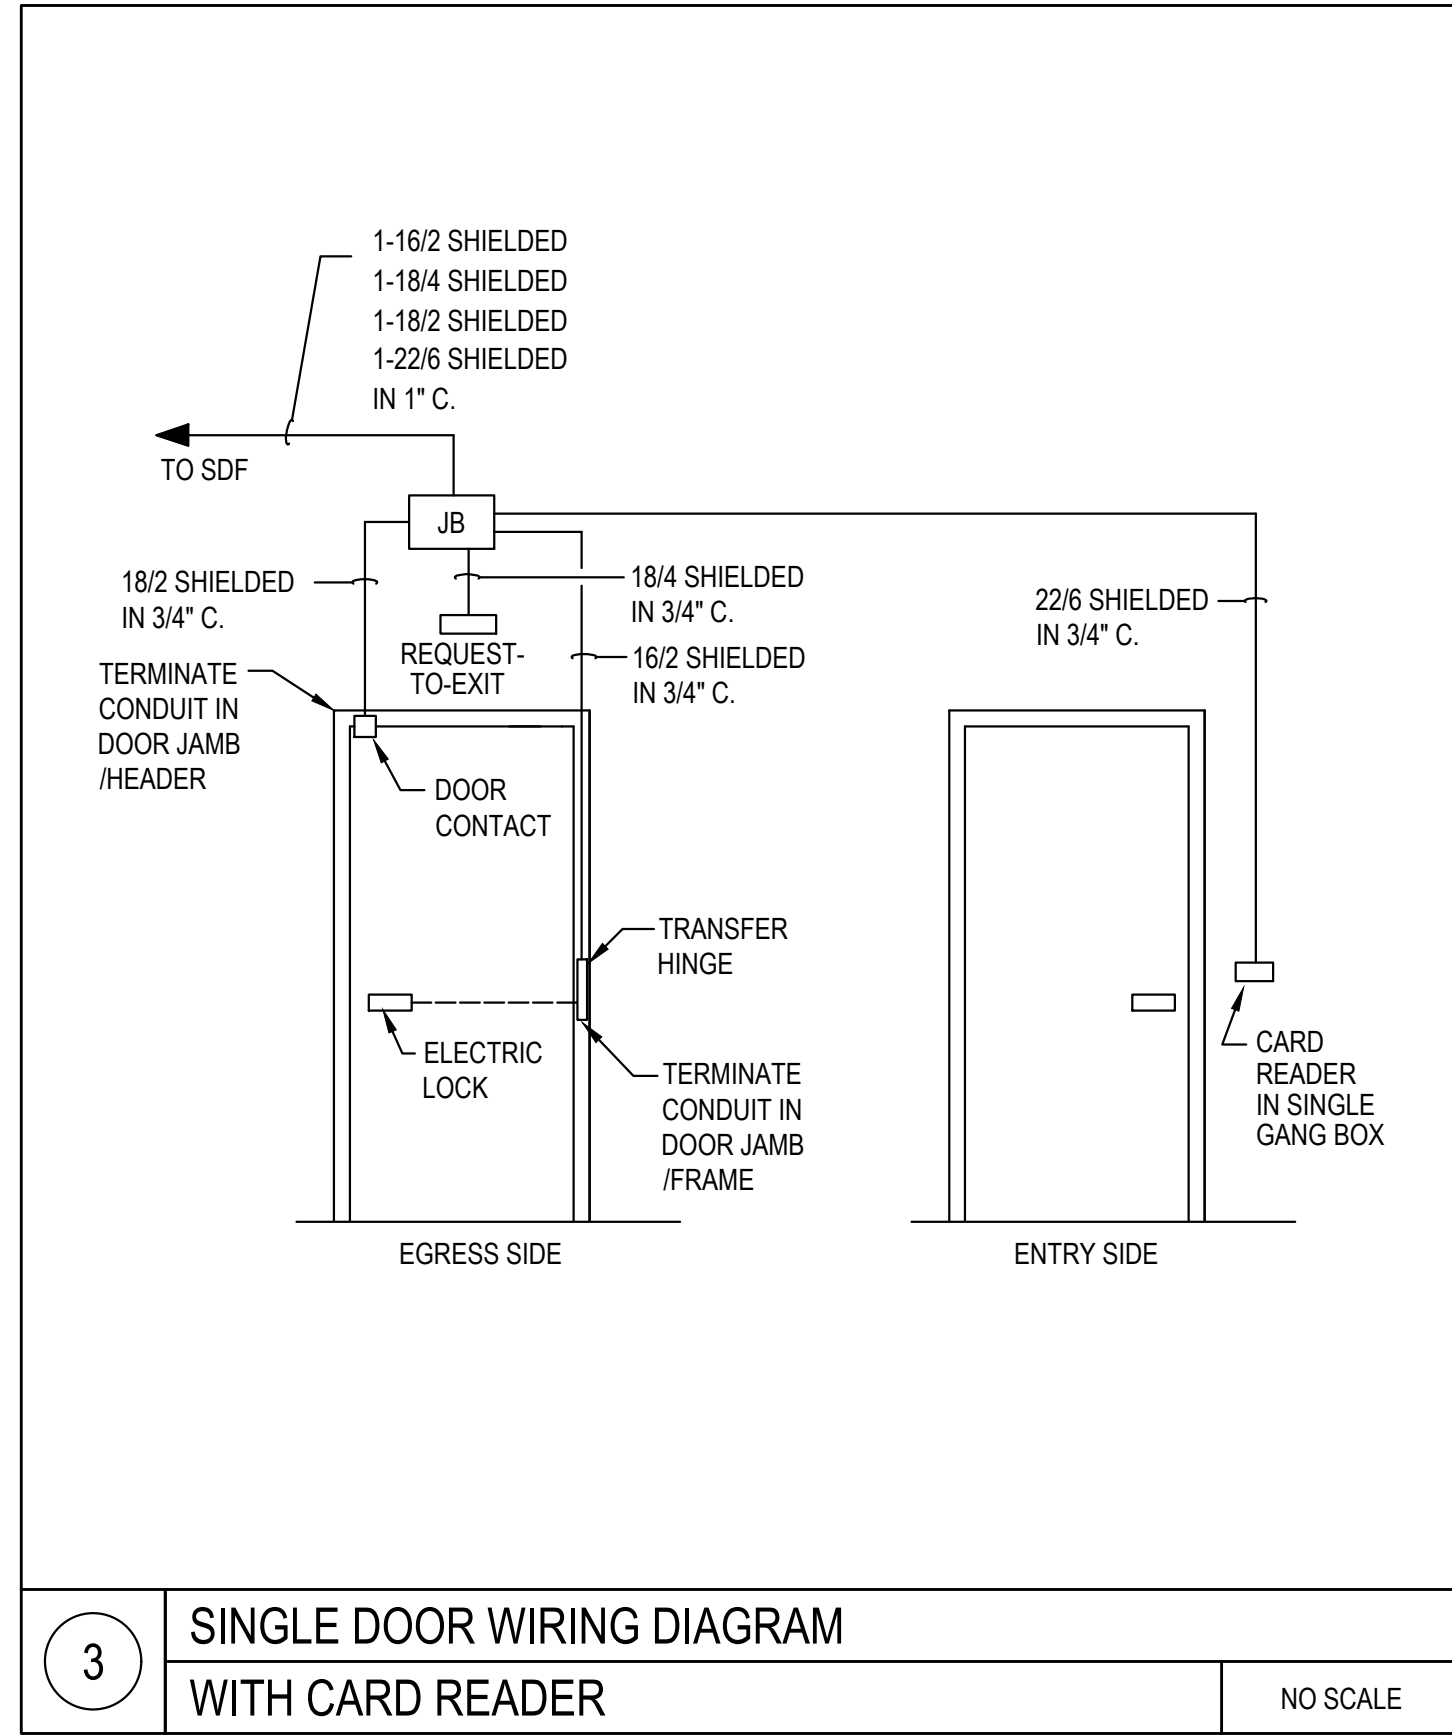 1-16/2 SHIELDED
1-18/4 SHIELDED
1-18/2 SHIELDED
1-22/6 SHIELDED
IN 1" C.
TO SDF
JB
18/2 SHIELDED
IN 3/4" C.
18/4 SHIELDED
IN 3/4" C.
22/6 SHIELDED
IN 3/4" C.
REQUEST-
TO-EXIT
16/2 SHIELDED
IN 3/4" C.
TERMINATE
CONDUIT IN
DOOR JAMB
/HEADER
DOOR
CONTACT
TRANSFER
HINGE
ELECTRIC
LOCK
TERMINATE
CONDUIT IN
DOOR JAMB
/FRAME
CARD
READER
IN SINGLE
GANG BOX
EGRESS SIDE
ENTRY SIDE
3
SINGLE DOOR WIRING DIAGRAM
WITH CARD READER
NO SCALE